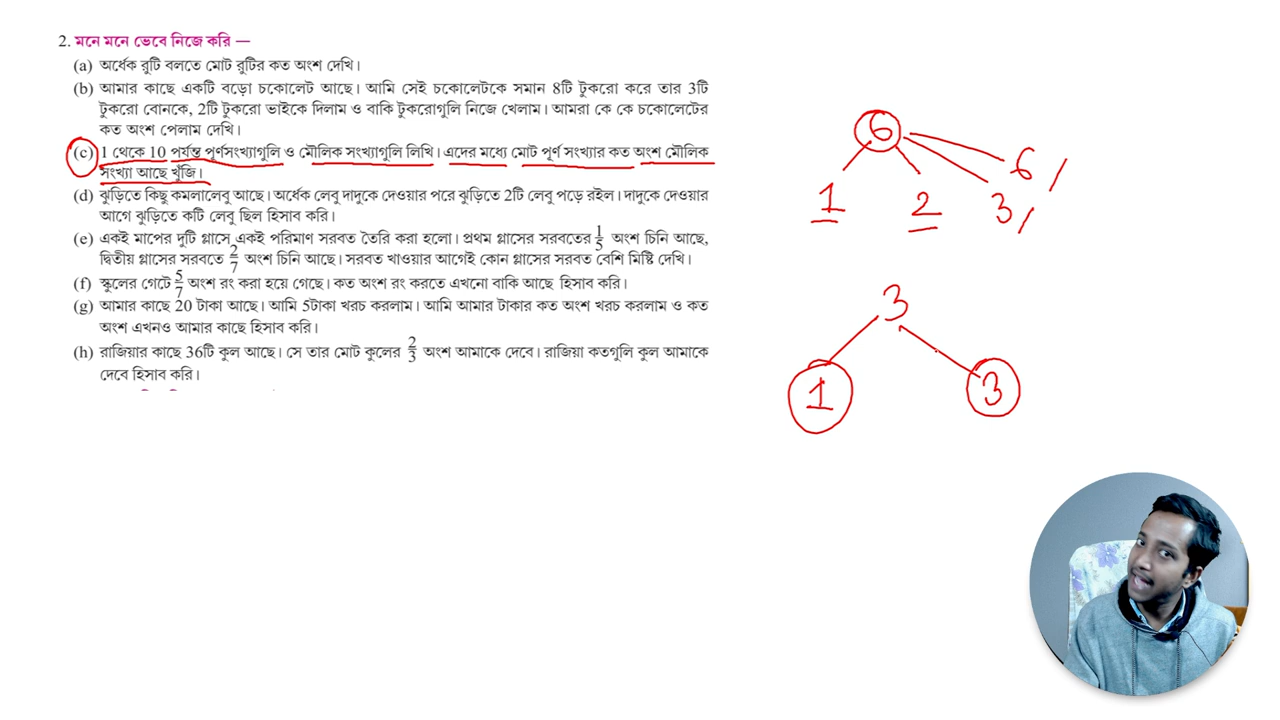 2. মনে মনে ভেবে নিজে করি —
(a) অর্ধেক রুটি বলতে মোট রুটির কত অংশ দেখি।
(b) আমার কাছে একটি বড়ো চকোলেট আছে। আমি সেই চকোলেটকে সমান 8টি টুকরো করে তার 3টি
টুকরো বোনকে, 2টি টুকরো ভাইকে দিলাম ও বাকি টুকরোগুলি নিজে খেলাম। আমরা কে কে চকোলেটের
কত অংশ পেলাম দেখি।
(c) 1 থেকে 10 পর্যন্ত পূর্ণসংখ্যাগুলি ও মৌলিক সংখ্যাগুলি লিখি। এদের মধ্যে মোট পূর্ণ সংখ্যার কত অংশ মৌলিক
সংখ্যা আছে খুঁজি।
(d) ঝুড়িতে কিছু কমলালেবু আছে। অর্ধেক লেবু দাদুকে দেওয়ার পরে ঝুড়িতে 2টি লেবু পড়ে রইল। দাদুকে দেওয়ার
আগে ঝুড়িতে কটি লেবু ছিল হিসাব করি।
(e) একই মাপের দুটি গ্লাসে একই পরিমাণ সরবত তৈরি করা হলো। প্রথম গ্লাসের সরবতের 1/5 অংশ চিনি আছে,
দ্বিতীয় গ্লাসের সরবতে 2/7 অংশ চিনি আছে। সরবত খাওয়ার আগেই কোন গ্লাসের সরবত বেশি মিষ্টি দেখি।
(f) স্কুলের গেটে 5/7 অংশ রং করা হয়ে গেছে। কত অংশ রং করতে এখনো বাকি আছে হিসাব করি।
(g) আমার কাছে 20 টাকা আছে। আমি 5টাকা খরচ করলাম। আমি আমার টাকার কত অংশ খরচ করলাম ও কত
অংশ এখনও আমার কাছে হিসাব করি।
(h) রাজিয়ার কাছে 36টি কুল আছে। সে তার মোট কুলের 2/3 অংশ আমাকে দেবে। রাজিয়া কতগুলি কুল আমাকে
দেবে হিসাব করি।
6
1 2 3 6
3
1 3